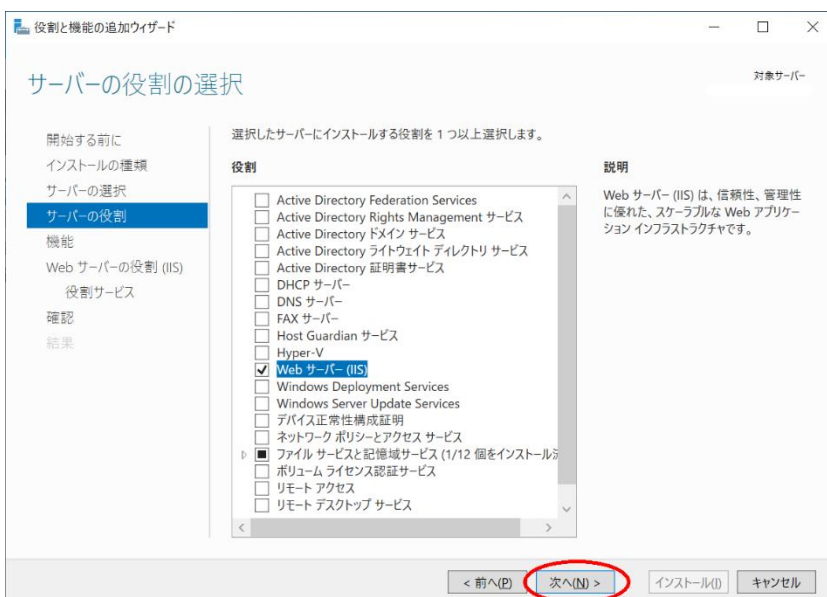 役割と機能の追加ウィザード
サーバーの役割の選択
対象サーバー
開始する前に
インストールの種類
サーバーの選択
サーバーの役割
機能
Web サーバーの役割 (IIS)
役割サービス
確認
結果
選択したサーバーにインストールする役割を 1 つ以上選択します。
役割
Active Directory Federation Services
Active Directory Rights Management サービス
Active Directory ドメイン サービス
Active Directory ライトウェイト ディレクトリ サービス
Active Directory 証明書サービス
DHCP サーバー
DNS サーバー
FAX サーバー
Host Guardian サービス
Hyper-V
Web サーバー (IIS)
Windows Deployment Services
Windows Server Update Services
デバイス正常性構成証明
ネットワーク ポリシーとアクセス サービス
ファイル サービスと記憶域サービス (1/12 個をインストール済
ボリューム ライセンス認証サービス
リモート アクセス
リモート デスクトップ サービス
説明
Web サーバー (IIS) は、信頼性、管理性
に優れた、スケーラブルな Web アプリケー
ション インフラストラクチャです。
< 前へ(P)
次へ(N) >
インストール(I)
キャンセル